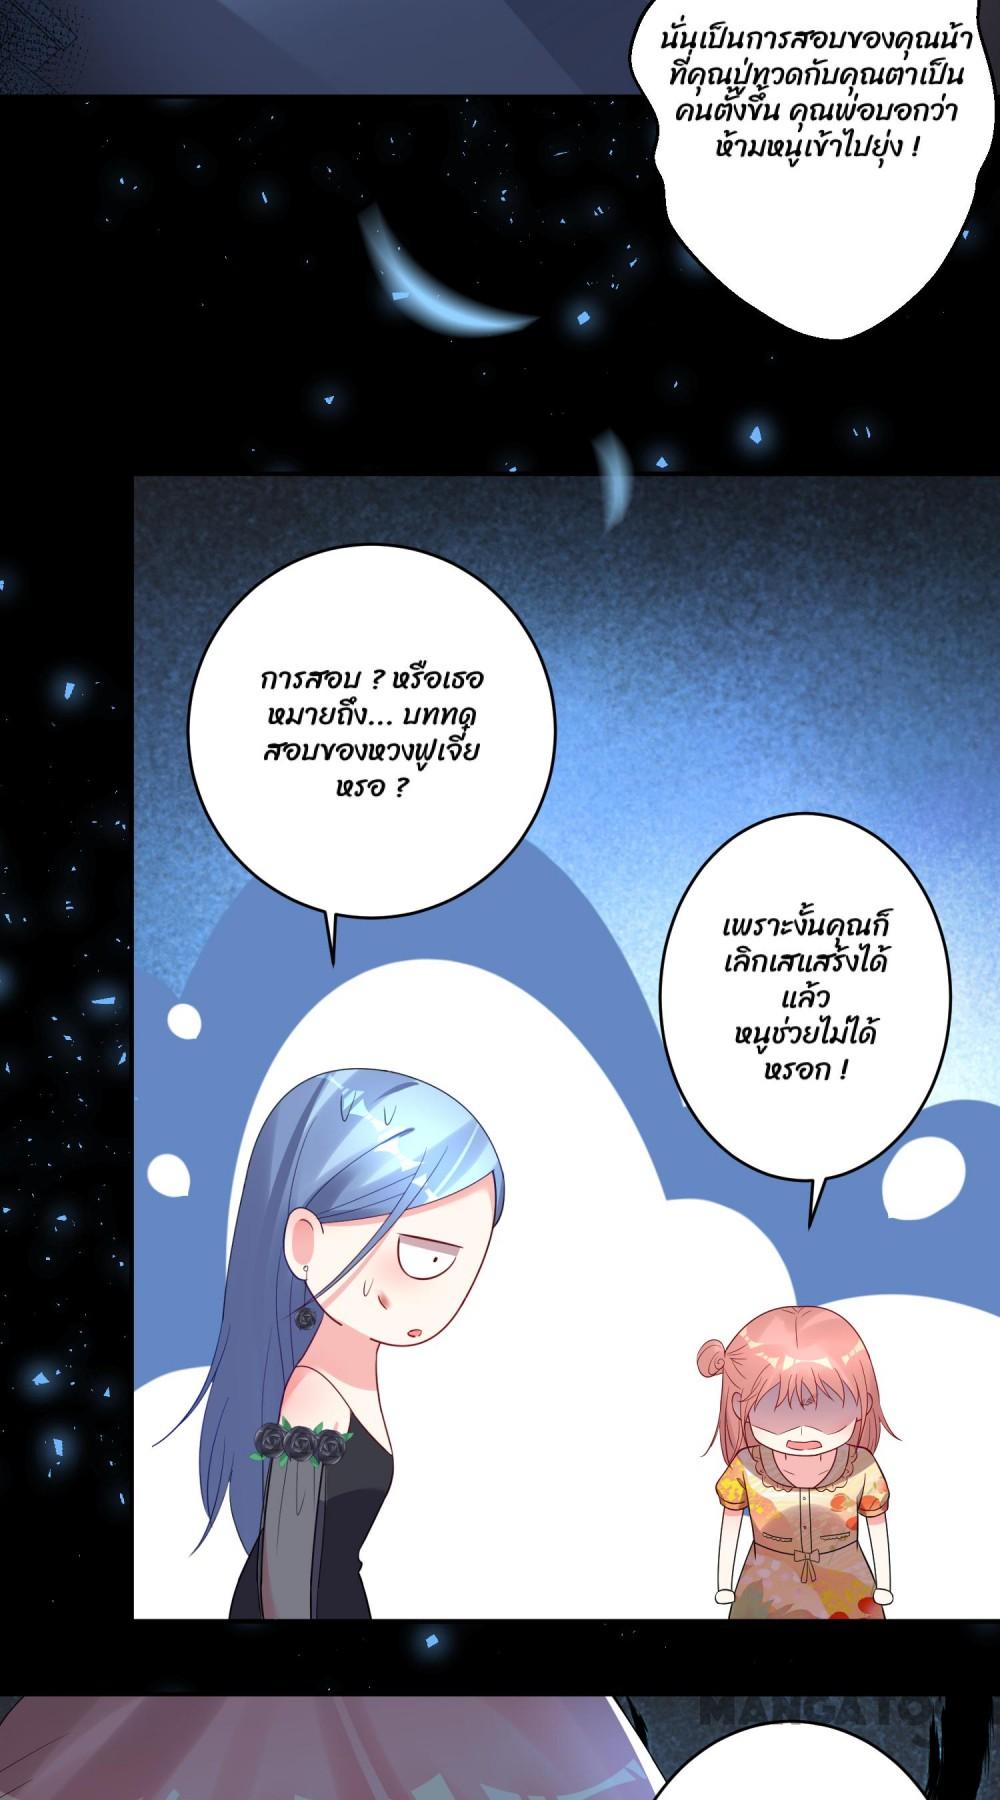 นั่นเป็นการสอบของคุณน้า
ที่คุณปู่ทวดกับคุณตาเป็น
คนตั้งขึ้น คุณพ่อบอกว่า
ห้ามหนูเข้าไปยุ่ง !
การสอบ ? หรือเธอ
หมายถึง... บททด
สอบของหวงฟูเจี๋ย
หรอ ?
เพราะงั้นคุณก็
เลิกเสแสร้งได้
แล้ว
หนูช่วยไม่ได้
หรอก !
MANGATOON